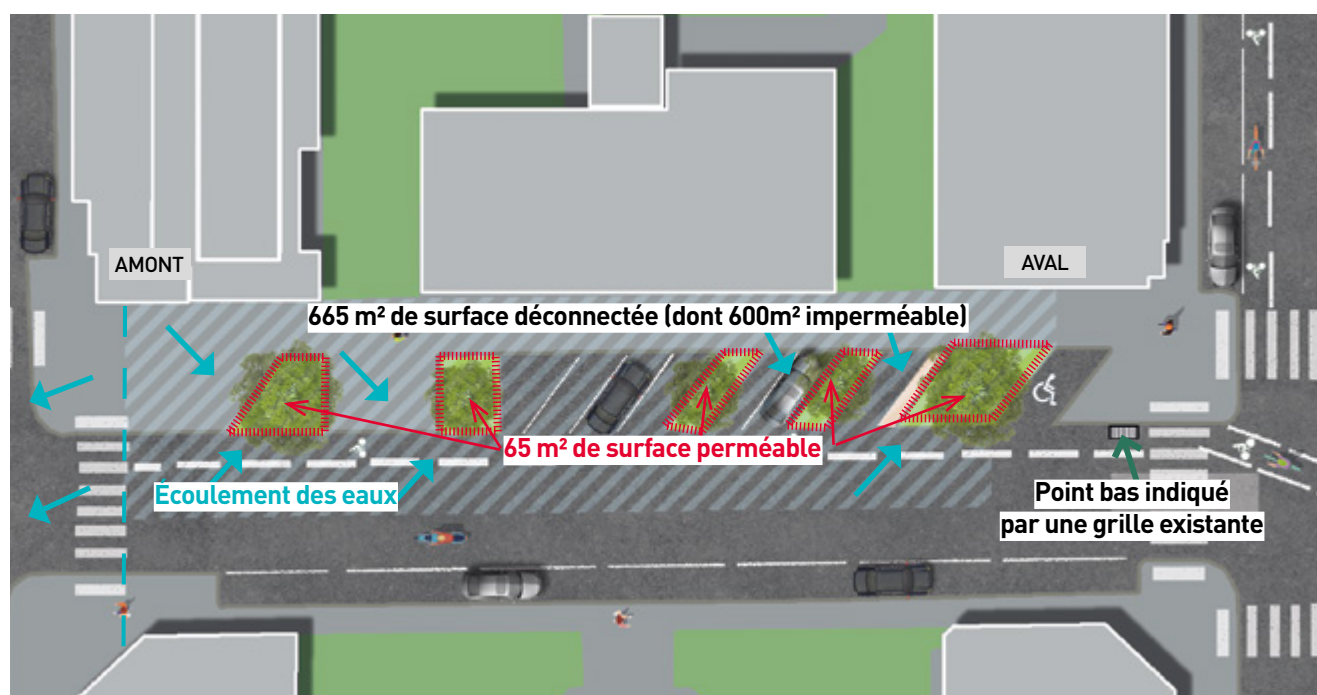 AMONT
AVAL
665 m² de surface déconnectée (dont 600m² imperméable)
65 m² de surface perméable
Écoulement des eaux
Point bas indiqué
par une grille existante